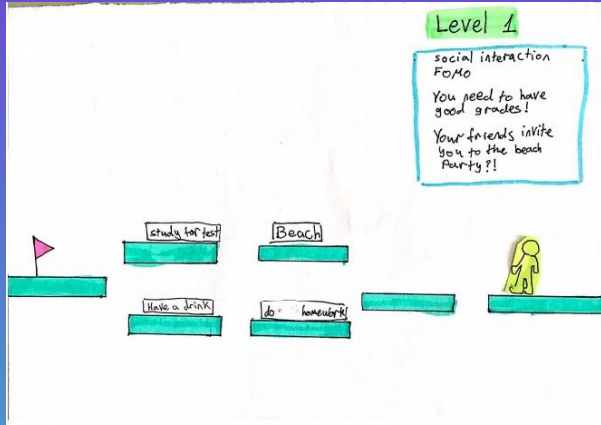 Level 1
social interaction
FOMO
You need to have
good grades!
Your friends invite
you to the beach
Party?!
study for test
Beach
Have a drink
do homework!